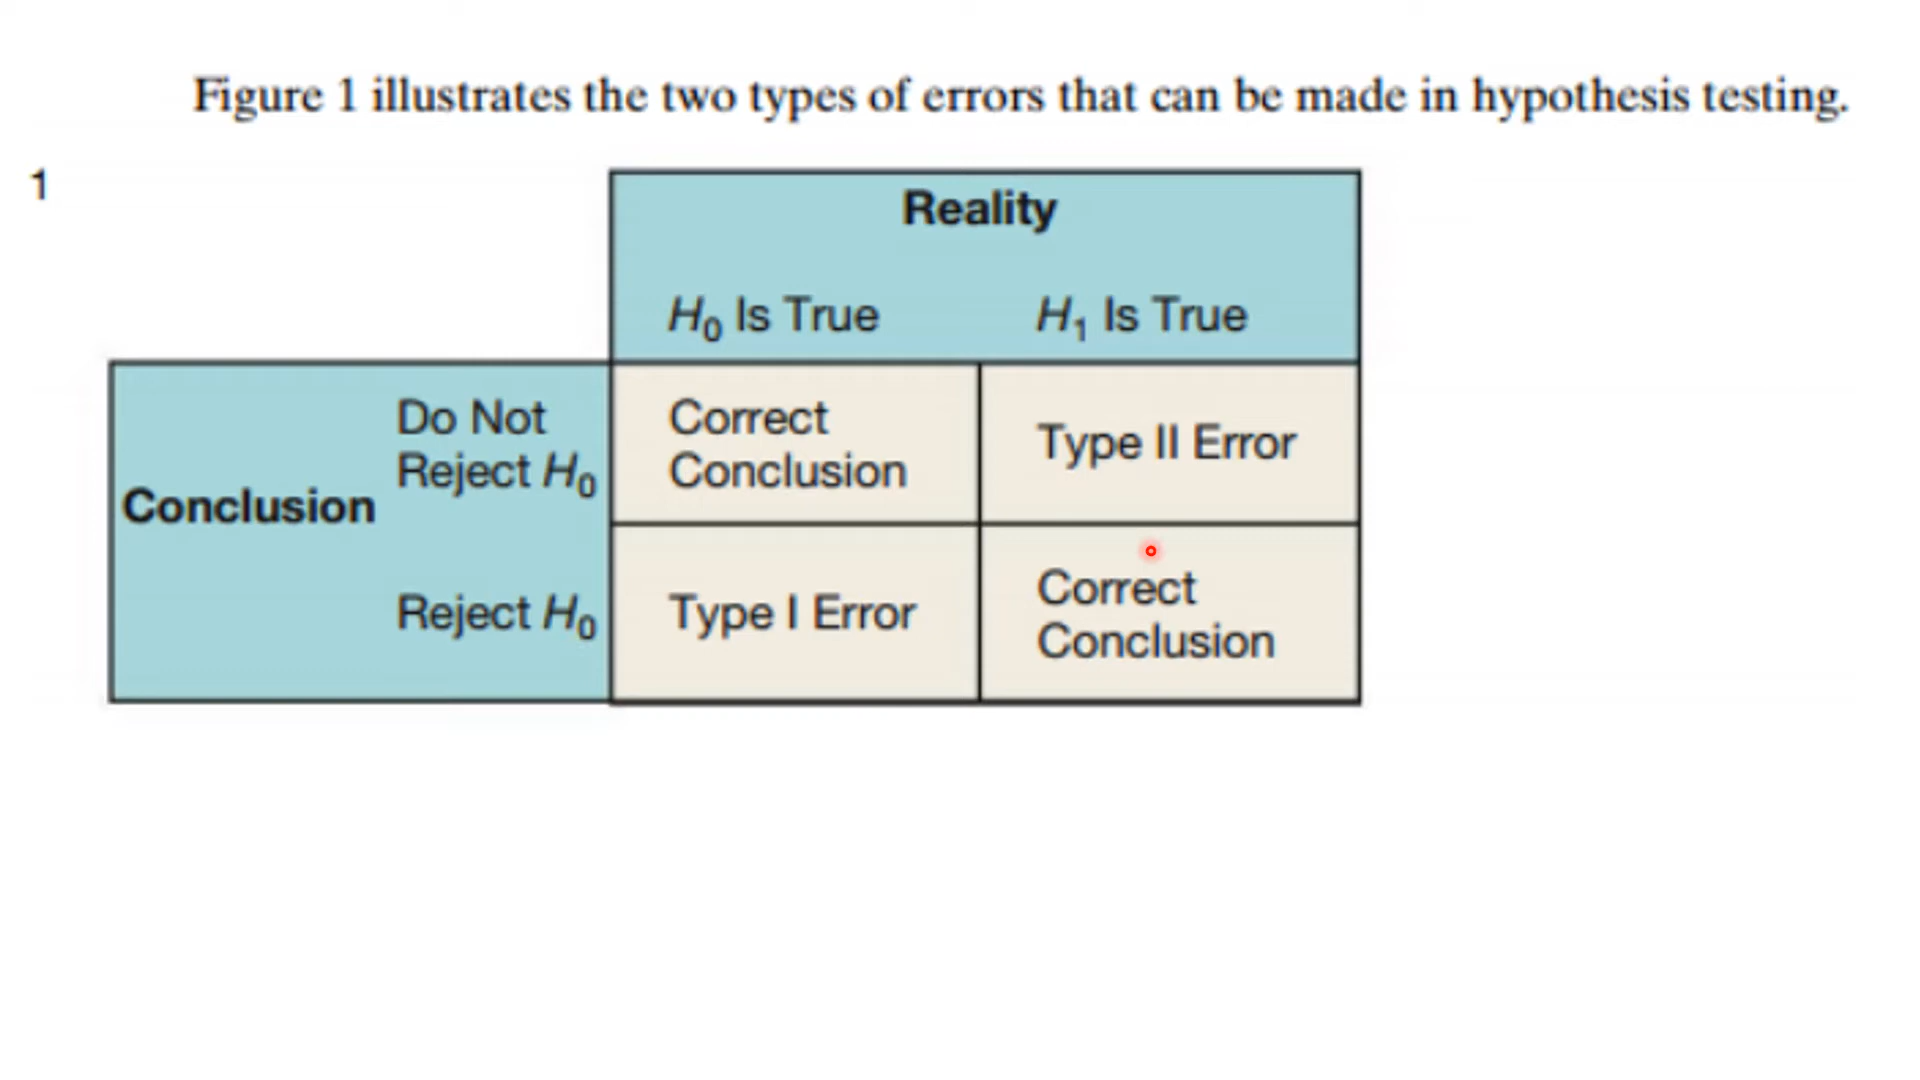 Figure 1 illustrates the two types of errors that can be made in hypothesis testing.
1
Reality
H₀ Is True H₁ Is True
Conclusion
Do Not
Reject H₀
Correct
Conclusion
Type II Error
Reject H₀
Type I Error
Correct
Conclusion